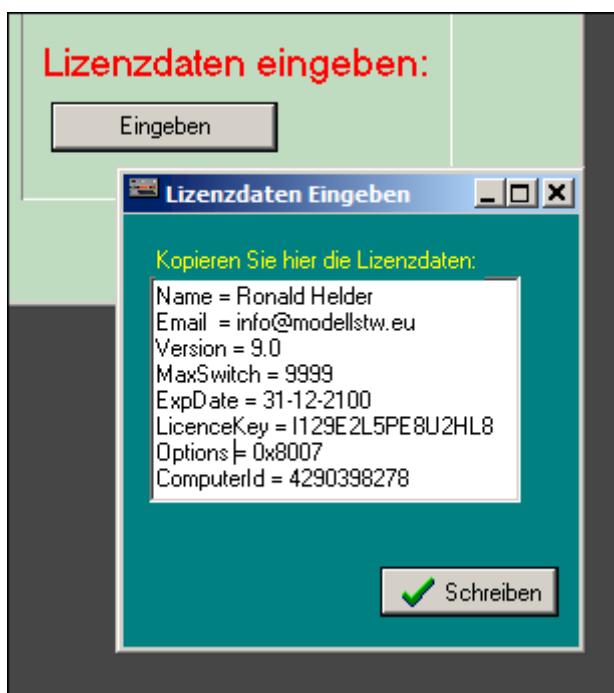 Lizenzdaten eingeben:
Eingeben
Lizenzdaten Eingeben
Kopieren Sie hier die Lizenzdaten:
Name = Ronald Helder
Email = info@modellstw.eu
Version = 9.0
MaxSwitch = 9999
ExpDate = 31-12-2100
LicenceKey = I129E2L5PE8U2HL8
Options = 0x8007
ComputerId = 4290398278
Schreiben